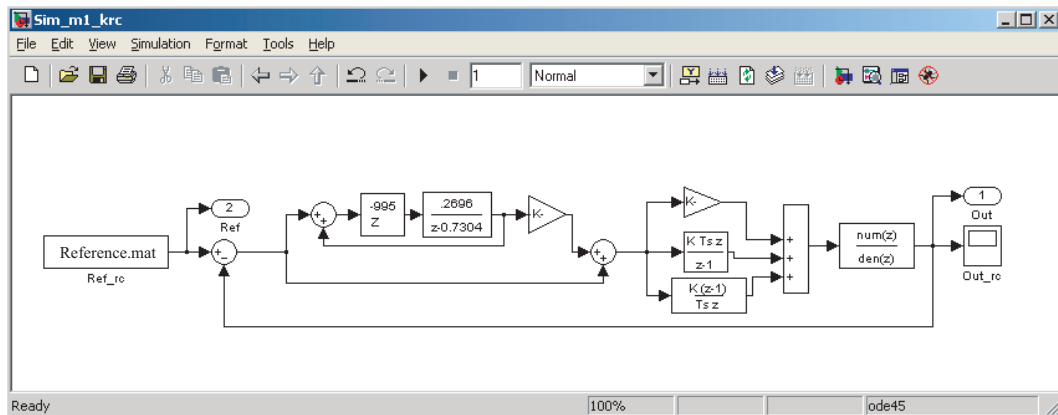 Sim_m1_krc
File Edit View Simulation Format Tools Help
1 Normal
Reference.mat
Ref_rc
2
Ref
+
-
+
+
-995
Z
.2696
z-0.7304
K-
+
+
K-
K Ts z
z-1
K (z-1)
Ts z
+
+
+
num(z)
den(z)
1
Out
Out_rc
Ready 100% ode45